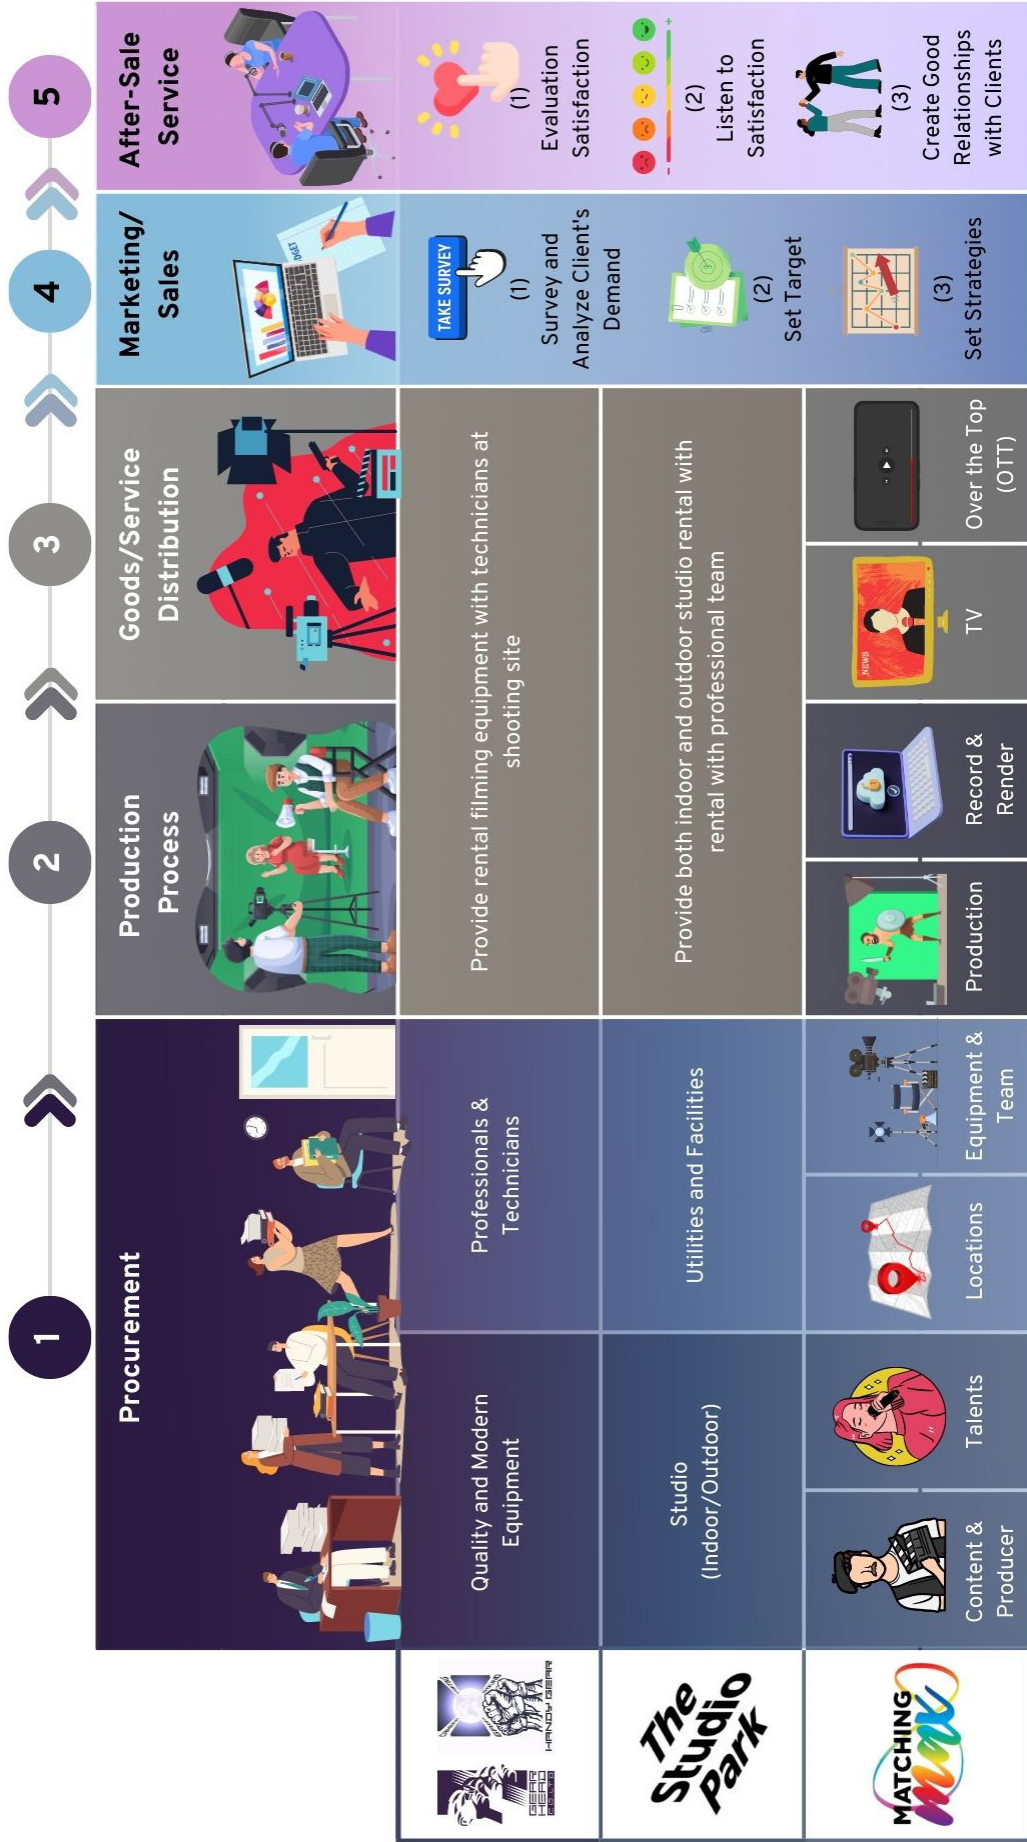 1
2
3
4
5
Procurement
Production
Process
Goods/Service
Distribution
Marketing/
Sales
After-Sale
Service
GEAR
HEAD
CO LTD
HANDY GEAR
Quality and Modern
Equipment
Professionals &
Technicians
Provide rental filming equipment with technicians at
shooting site
The
Studio
Park
Studio
(Indoor/Outdoor)
Utilities and Facilities
Provide both indoor and outdoor studio rental with
rental with professional team
MATCHING
Content &
Producer
Talents
Locations
Equipment &
Team
Production
Record &
Render
NEWS
TV
Over the Top
(OTT)
TAKE SURVEY
(1)
Survey and
Analyze Client's
Demand
(2)
Set Target
(3)
Set Strategies
(1)
Evaluation
Satisfaction
- +
(2)
Listen to
Satisfaction
(3)
Create Good
Relationships
with Clients